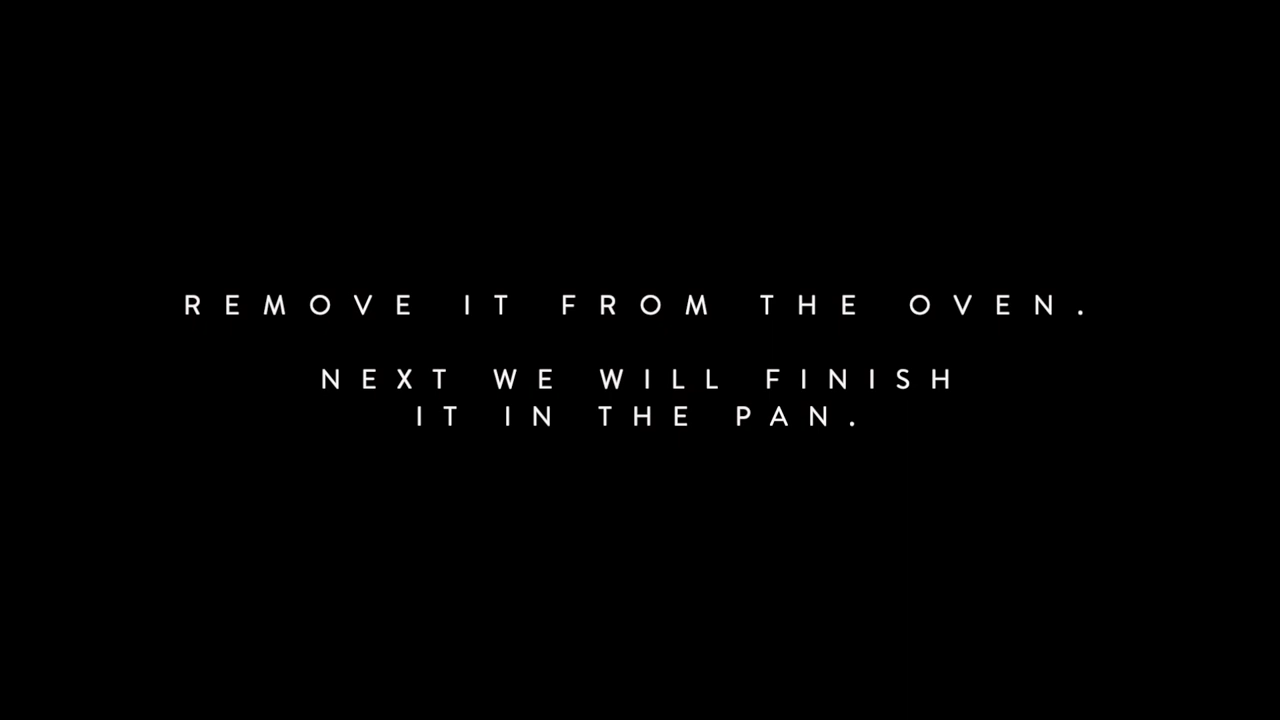 REMOVE IT FROM THE OVEN.
NEXT WE WILL FINISH
IT IN THE PAN.